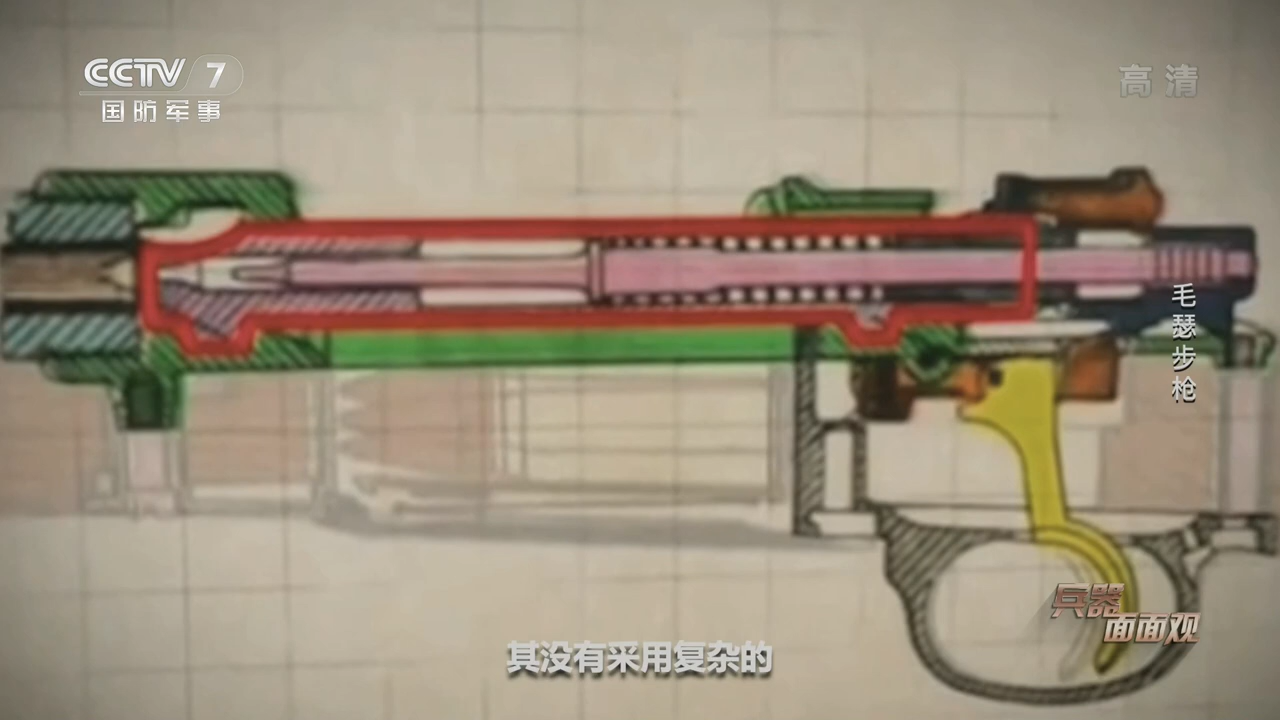 CCTV 7
国防军事
高清
毛瑟步枪
兵器
面面观
其没有采用复杂的